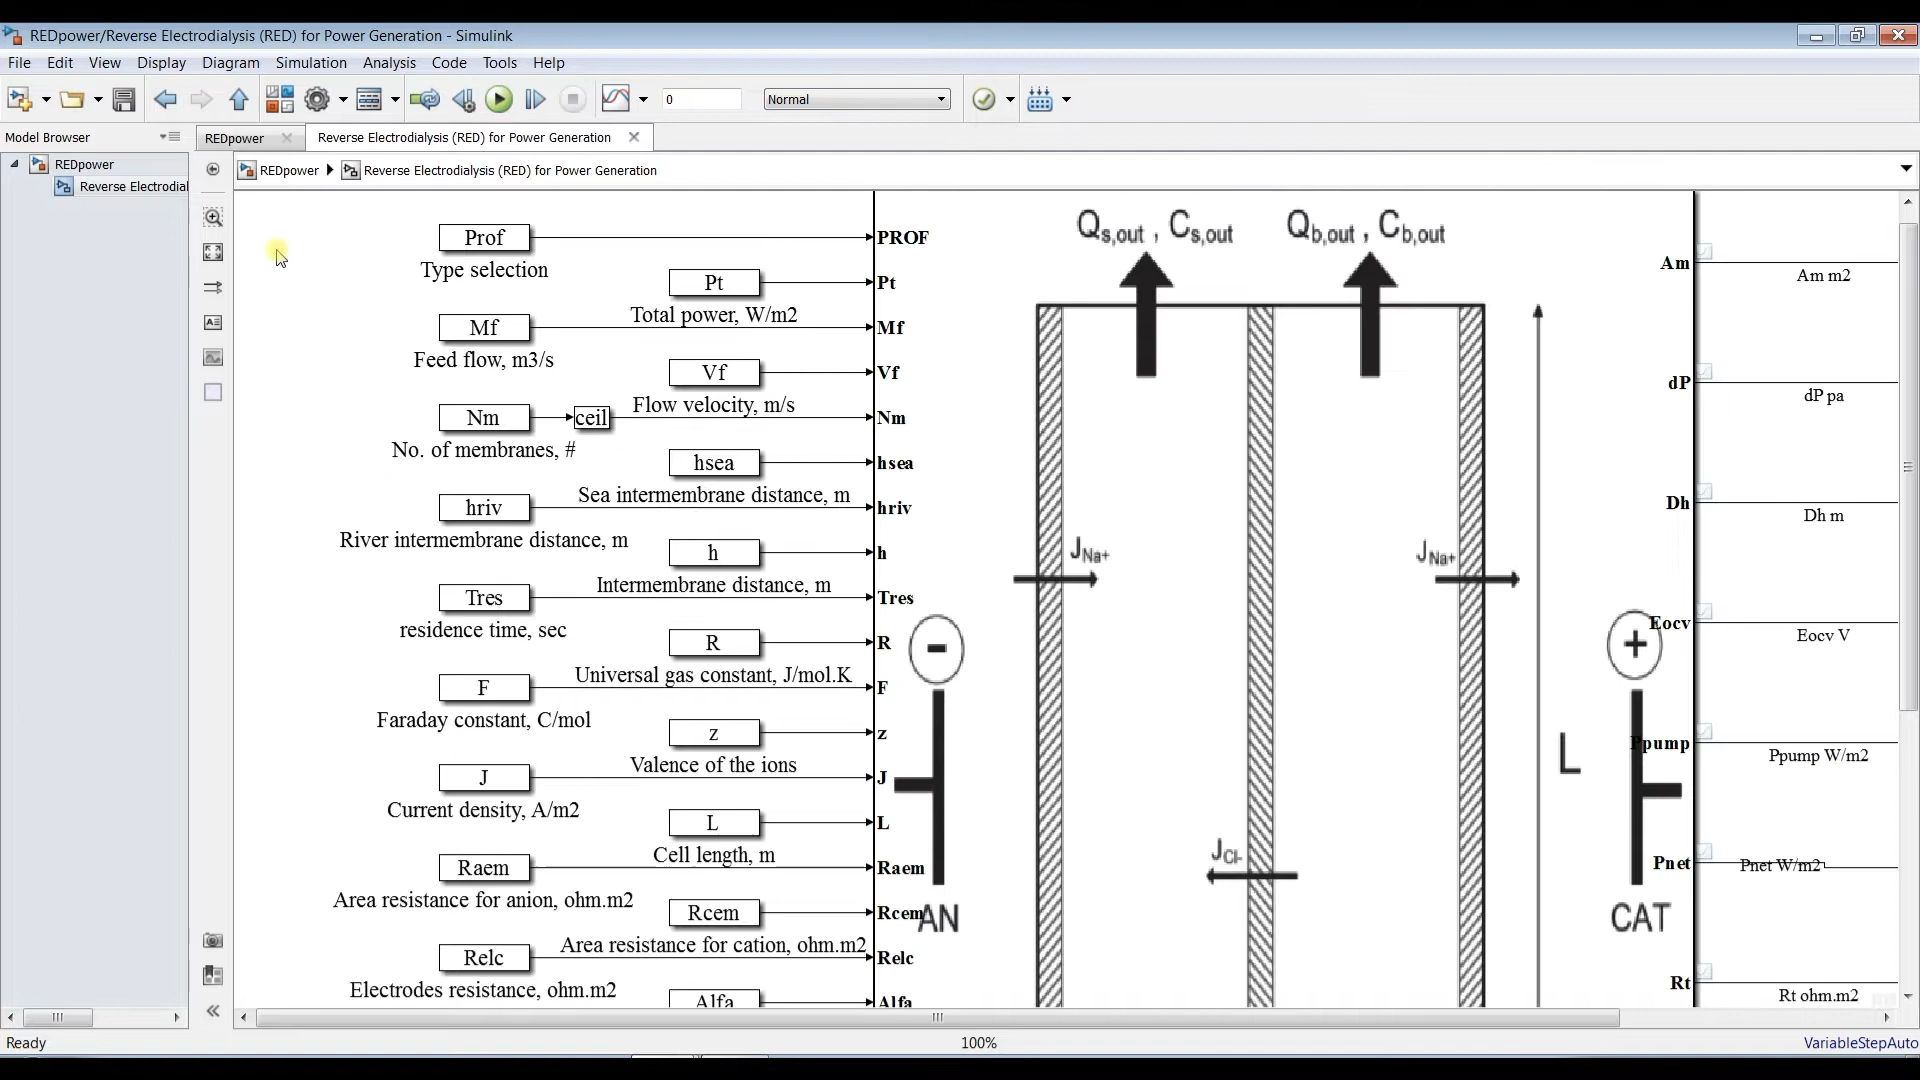 REDpower/Reverse Electrodialysis (RED) for Power Generation - Simulink
File Edit View Display Diagram Simulation Analysis Code Tools Help
0
Normal
Model Browser
REDpower
Reverse Electrodialysis (RED) for Power Generation
REDpower
Reverse Electrodial
REDpower
Reverse Electrodialysis (RED) for Power Generation
Prof
Type selection
PROF
Pt
Total power, W/m2
Pt
Mf
Feed flow, m3/s
Mf
Vf
Flow velocity, m/s
Vf
Nm
ceil
No. of membranes, #
Nm
hsea
Sea intermembrane distance, m
hsea
hriv
River intermembrane distance, m
hriv
h
Intermembrane distance, m
h
Tres
residence time, sec
Tres
R
Universal gas constant, J/mol.K
R
F
Faraday constant, C/mol
F
z
Valence of the ions
z
J
Current density, A/m2
J
L
Cell length, m
L
Raem
Area resistance for anion, ohm.m2
Raem
Rcem
Area resistance for cation, ohm.m2
Rcem
Relc
Electrodes resistance, ohm.m2
Relc
Alfa
Alfa
Qs,out , Cs,out
Qb,out , Cb,out
JNa+
JNa+
JCl-
-
AN
L
+
CAT
Am
Am m2
dP
dP pa
Dh
Dh m
Eocv
Eocv V
Ppump
Ppump W/m2
Pnet
Pnet W/m2
Rt
Rt ohm.m2
Ready
100%
VariableStepAuto